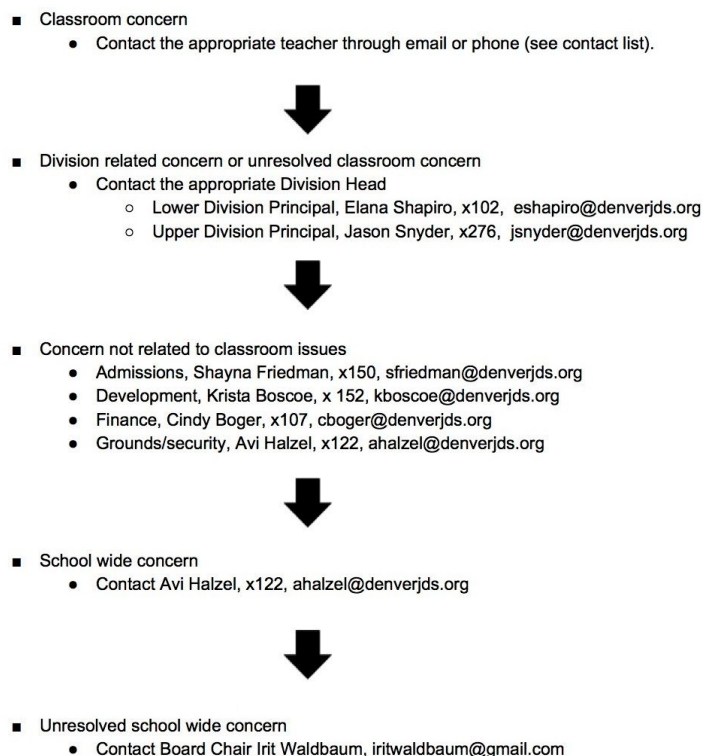 ■ Classroom concern
● Contact the appropriate teacher through email or phone (see contact list).
■ Division related concern or unresolved classroom concern
● Contact the appropriate Division Head
○ Lower Division Principal, Elana Shapiro, x102, eshapiro@denverjds.org
○ Upper Division Principal, Jason Snyder, x276, jsnyder@denverjds.org
■ Concern not related to classroom issues
● Admissions, Shayna Friedman, x150, sfriedman@denverjds.org
● Development, Krista Boscoe, x 152, kboscoe@denverjds.org
● Finance, Cindy Boger, x107, cboger@denverjds.org
● Grounds/security, Avi Halzel, x122, ahalzel@denverjds.org
■ School wide concern
● Contact Avi Halzel, x122, ahalzel@denverjds.org
■ Unresolved school wide concern
● Contact Board Chair Irit Waldbaum, iritwaldbaum@gmail.com